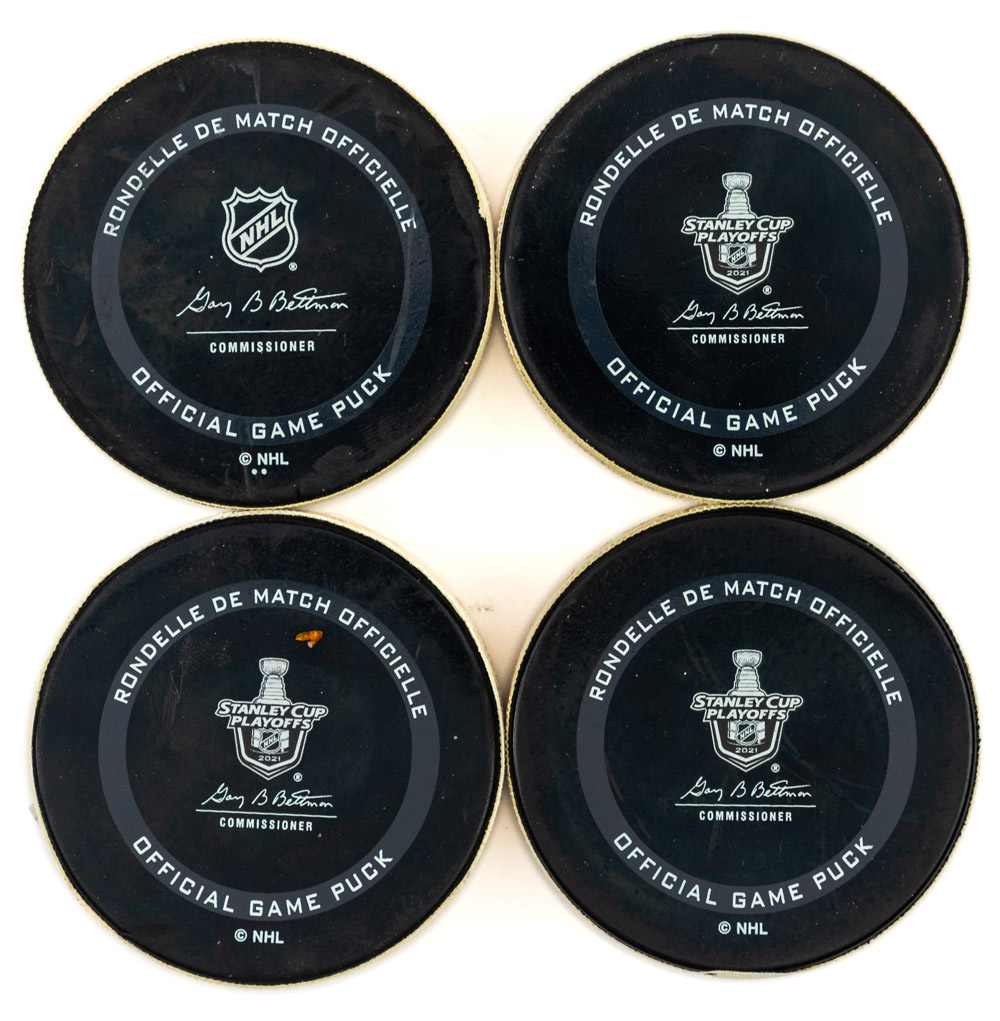 RONDELLE DE MATCH OFFICIELLE
NHL
®
Gary B Bettman
COMMISSIONER
OFFICIAL GAME PUCK
© NHL
RONDELLE DE MATCH OFFICIELLE
STANLEY CUP
PLAYOFFS
NHL
2021
®
Gary B Bettman
COMMISSIONER
OFFICIAL GAME PUCK
© NHL
RONDELLE DE MATCH OFFICIELLE
STANLEY CUP
PLAYOFFS
NHL
2021
®
Gary B Bettman
COMMISSIONER
OFFICIAL GAME PUCK
© NHL
RONDELLE DE MATCH OFFICIELLE
STANLEY CUP
PLAYOFFS
NHL
2021
®
Gary B Bettman
COMMISSIONER
OFFICIAL GAME PUCK
© NHL